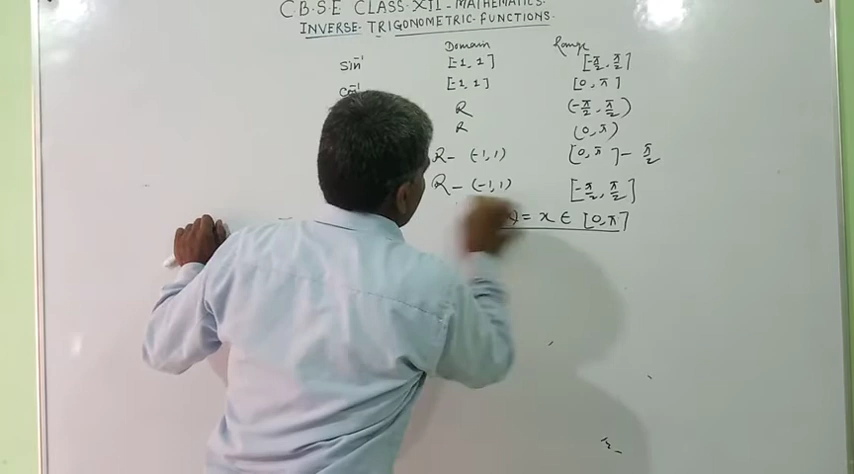 CBSE CLASS XII - MATHEMATICS.
INVERSE TRIGONOMETRIC FUNCTIONS.
Domain Range
sin⁻¹ [-1, 1] [-π/2, π/2]
cos⁻¹ [-1, 1] [0, π]
R (-π/2, π/2)
R (0, π)
R - (-1, 1) [0, π] - π/2
R - (-1, 1) [-π/2, π/2]
= x ∈ [0, π]